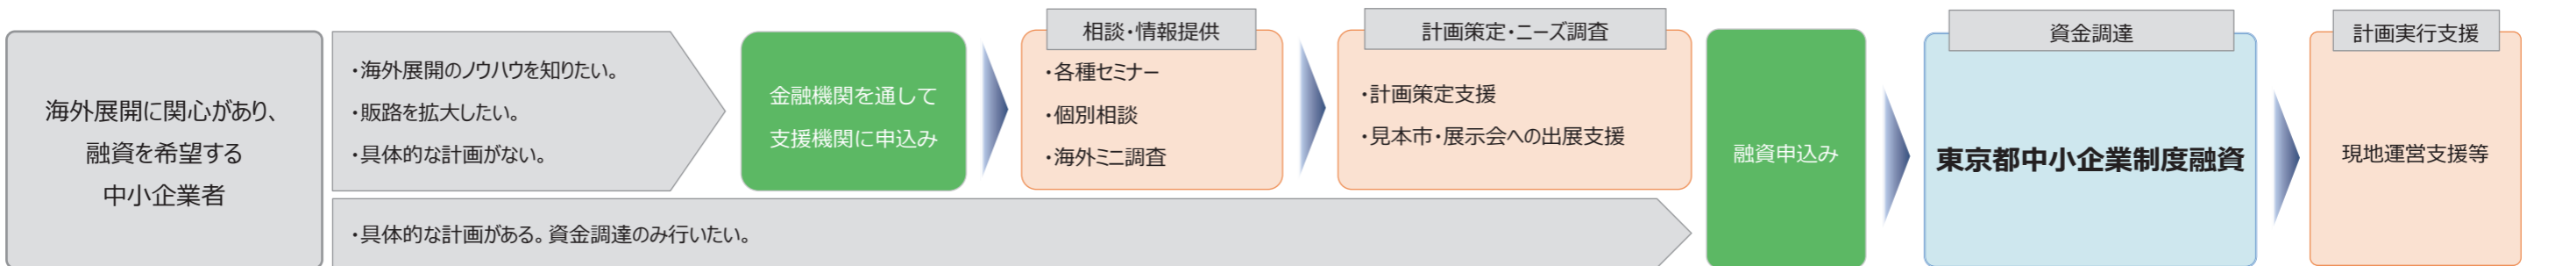 海外展開に関心があり、
融資を希望する
中小企業者
・海外展開のノウハウを知りたい。
・販路を拡大したい。
・具体的な計画がない。
・具体的な計画がある。資金調達のみ行いたい。
金融機関を通して
支援機関に申込み
相談・情報提供
・各種セミナー
・個別相談
・海外ミニ調査
計画策定・ニーズ調査
・計画策定支援
・見本市・展示会への出展支援
融資申込み
資金調達
東京都中小企業制度融資
計画実行支援
現地運営支援等